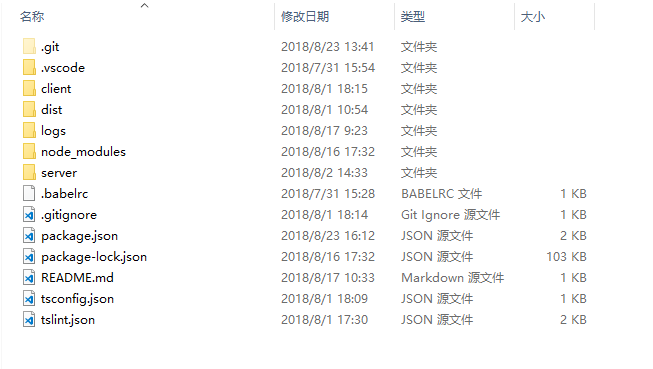 名称 修改日期 类型 大小
.git 2018/8/23 13:41 文件夹
.vscode 2018/7/31 15:54 文件夹
client 2018/8/1 18:15 文件夹
dist 2018/8/1 10:54 文件夹
logs 2018/8/17 9:23 文件夹
node_modules 2018/8/16 17:32 文件夹
server 2018/8/2 14:33 文件夹
.babelrc 2018/7/31 15:28 BABELRC 文件 1 KB
.gitignore 2018/8/1 18:14 Git Ignore 源文件 1 KB
package.json 2018/8/23 16:12 JSON 源文件 2 KB
package-lock.json 2018/8/16 17:32 JSON 源文件 103 KB
README.md 2018/8/17 10:33 Markdown 源文件 1 KB
tsconfig.json 2018/8/1 18:09 JSON 源文件 1 KB
tslint.json 2018/8/1 17:30 JSON 源文件 1 KB